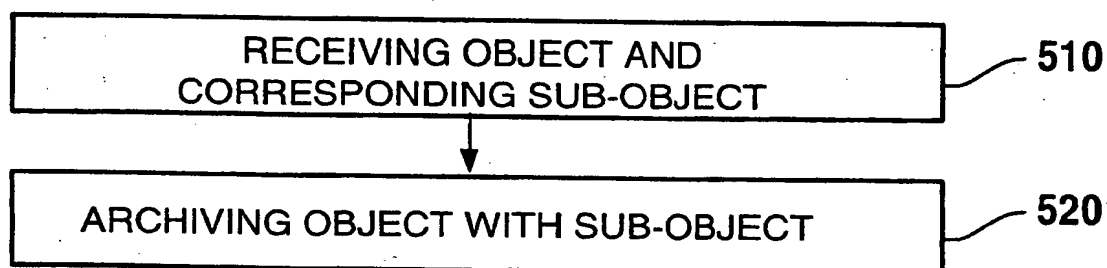 RECEIVING OBJECT AND
CORRESPONDING SUB-OBJECT
510
ARCHIVING OBJECT WITH SUB-OBJECT
520